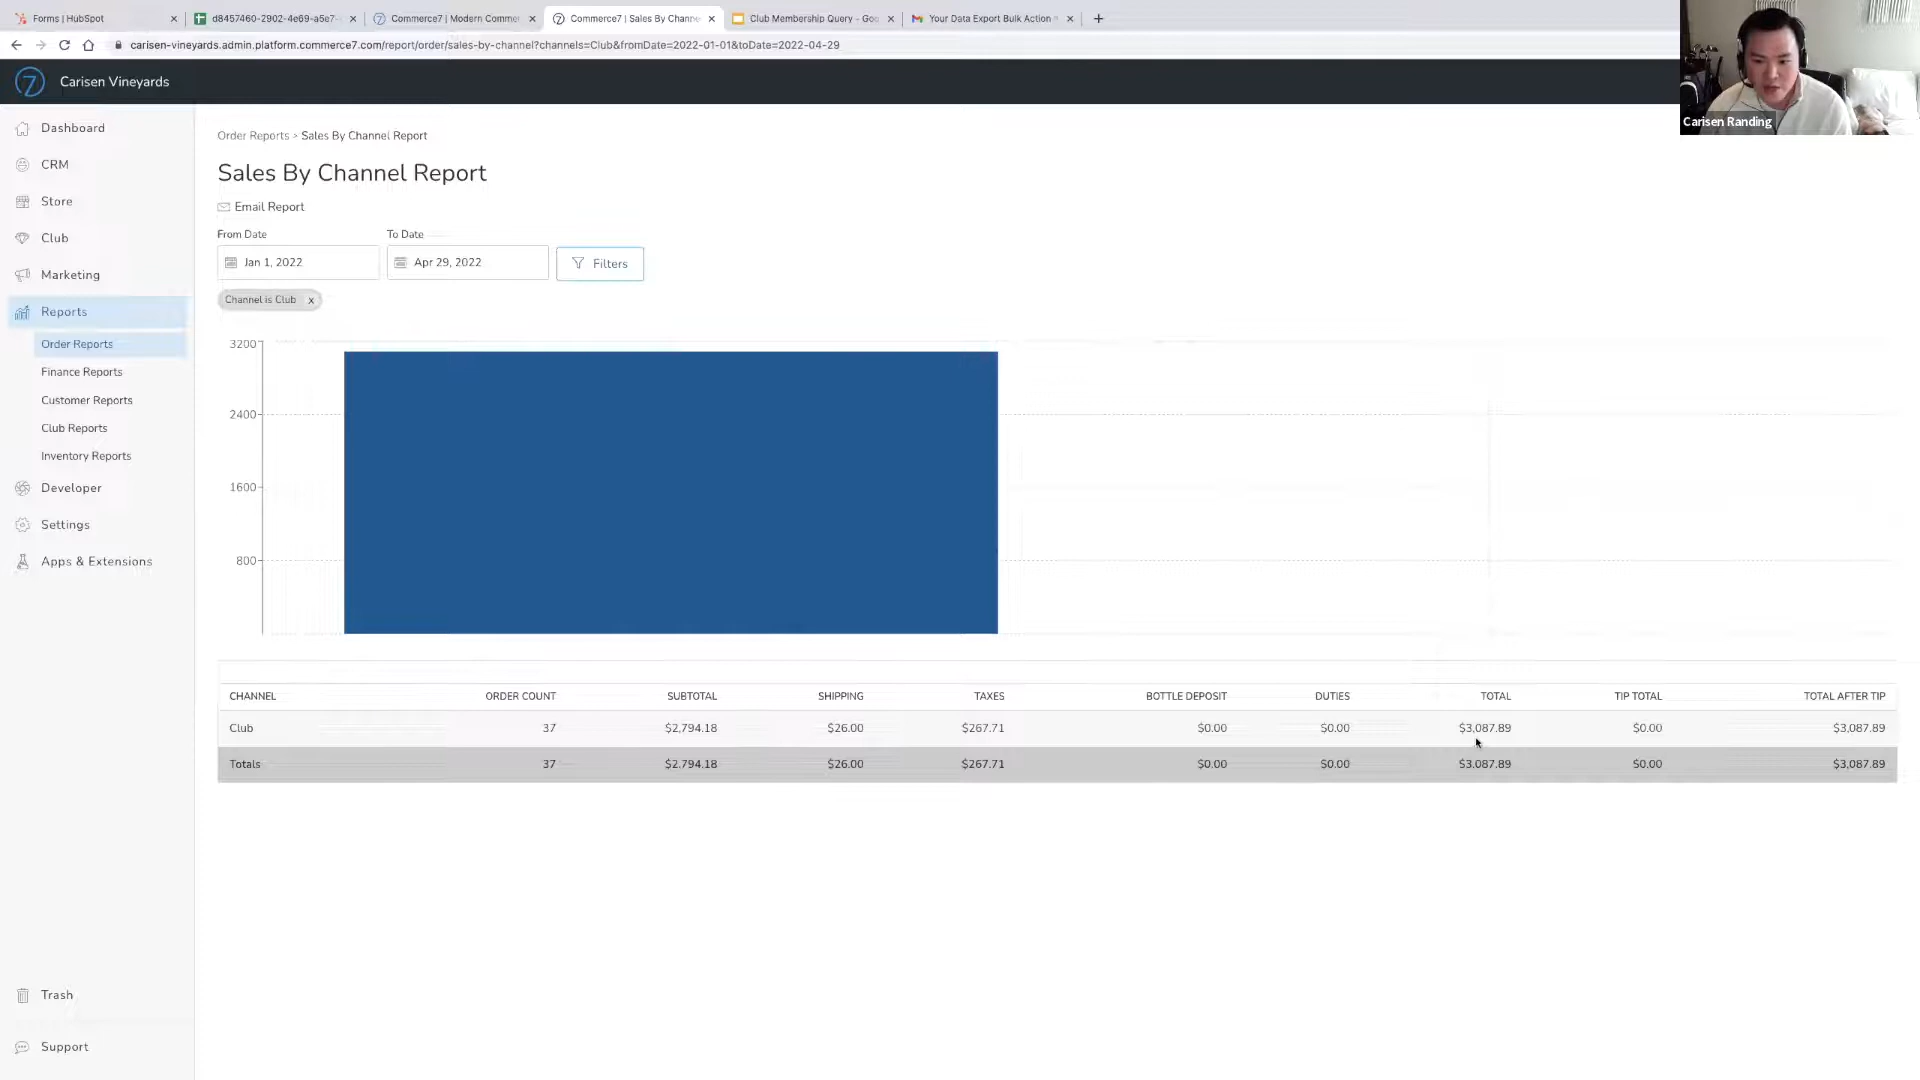 Forms | HubSpot
d8457460-2902-4e69-a5e7-
Commerce7 | Modern Comme
Commerce7 | Sales By Chann
Club Membership Query - Goo
Your Data Export Bulk Action
carisen-vineyards.admin.platform.commerce7.com/report/order/sales-by-channel?channels=Club&fromDate=2022-01-01&toDate=2022-04-29
Carisen Vineyards
Carisen Randing
Dashboard
CRM
Store
Club
Marketing
Reports
Order Reports
Finance Reports
Customer Reports
Club Reports
Inventory Reports
Developer
Settings
Apps & Extensions
Trash
Support
Order Reports > Sales By Channel Report
Sales By Channel Report
Email Report
From Date To Date
Jan 1, 2022 Apr 29, 2022 Filters
Channel is Club x
3200
2400
1600
800
CHANNEL ORDER COUNT SUBTOTAL SHIPPING TAXES BOTTLE DEPOSIT DUTIES TOTAL TIP TOTAL TOTAL AFTER TIP
Club 37 $2,794.18 $26.00 $267.71 $0.00 $0.00 $3,087.89 $0.00 $3,087.89
Totals 37 $2,794.18 $26.00 $267.71 $0.00 $0.00 $3,087.89 $0.00 $3,087.89